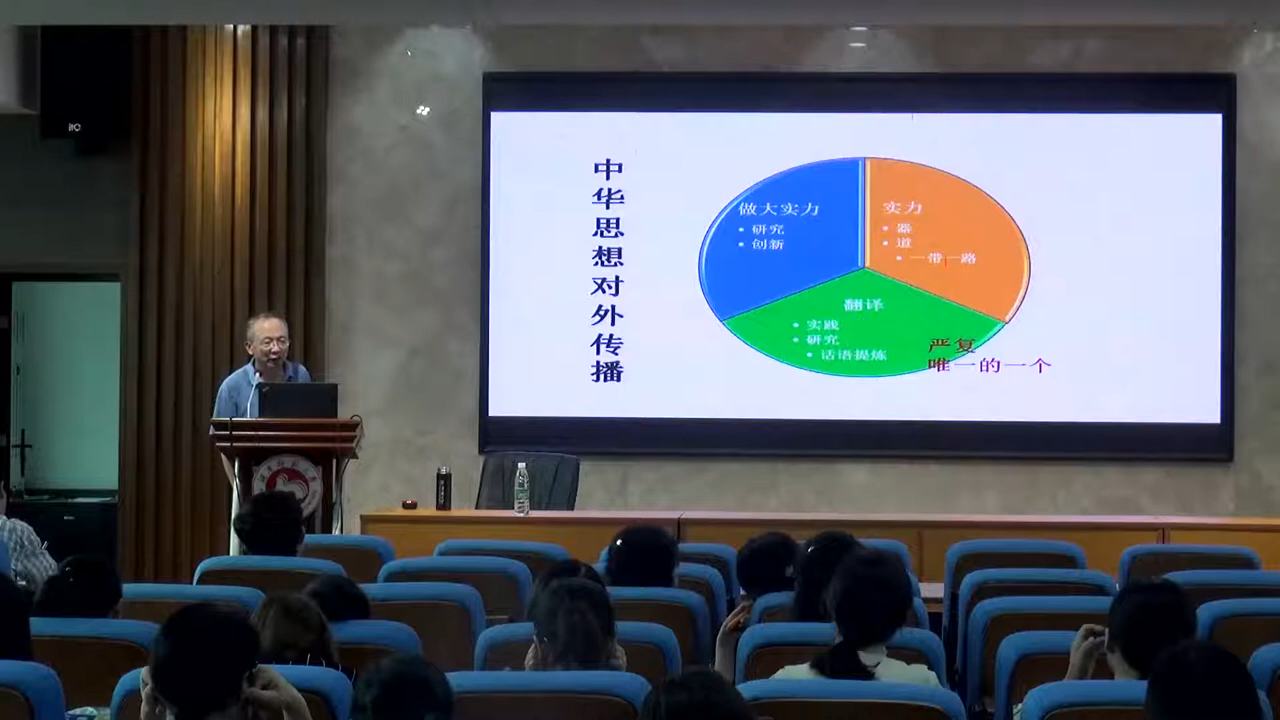 中华思想对外传播
做大实力
• 研究
• 创新
实力
• 器
• 道
• 一带一路
翻译
• 实践
• 研究
• 话语提炼
严复
唯一的一个